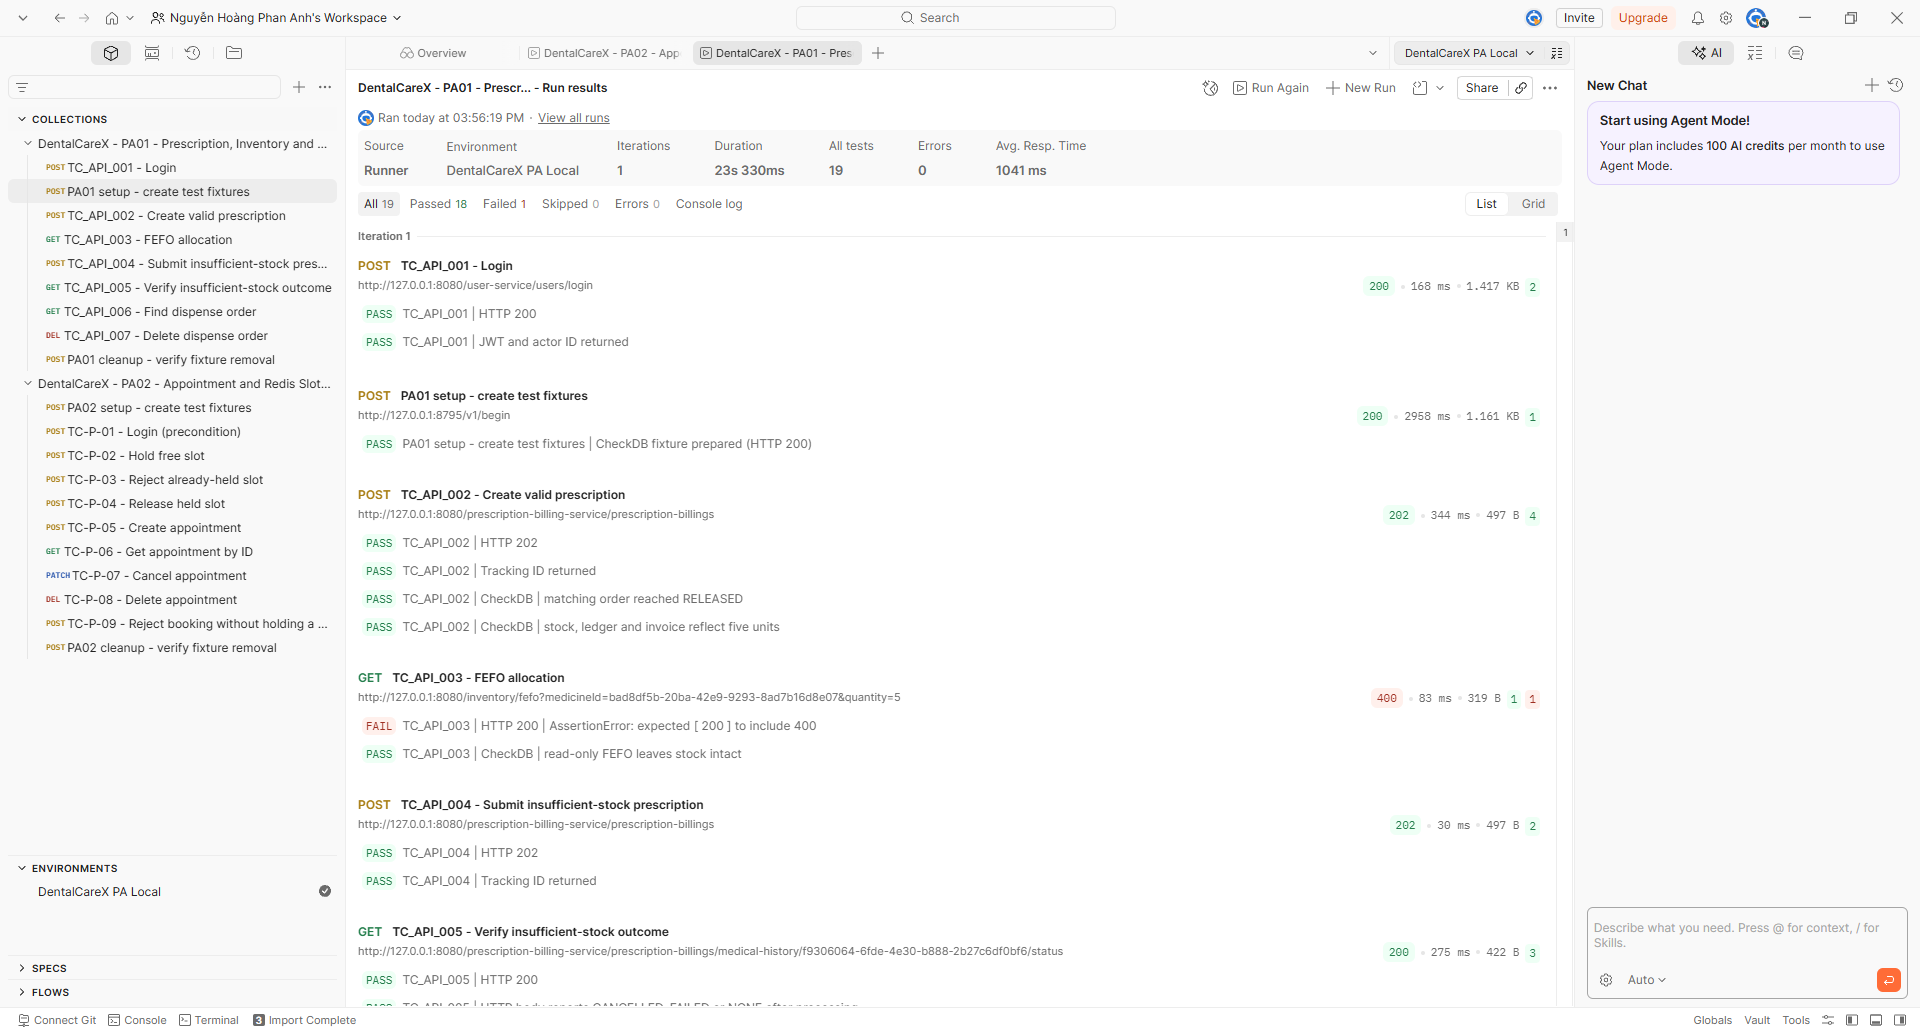 Nguyễn Hoàng Phan Anh's Workspace
Search
Invite
Upgrade
Overview
DentalCareX - PA02 - App
DentalCareX - PA01 - Pres
DentalCareX PA Local
AI
COLLECTIONS
DentalCareX - PA01 - Prescription, Inventory and ...
POST TC_API_001 - Login
POST PA01 setup - create test fixtures
POST TC_API_002 - Create valid prescription
GET TC_API_003 - FEFO allocation
POST TC_API_004 - Submit insufficient-stock pres...
GET TC_API_005 - Verify insufficient-stock outcome
GET TC_API_006 - Find dispense order
DEL TC_API_007 - Delete dispense order
POST PA01 cleanup - verify fixture removal
DentalCareX - PA02 - Appointment and Redis Slot...
POST PA02 setup - create test fixtures
POST TC-P-01 - Login (precondition)
POST TC-P-02 - Hold free slot
POST TC-P-03 - Reject already-held slot
POST TC-P-04 - Release held slot
POST TC-P-05 - Create appointment
GET TC-P-06 - Get appointment by ID
PATCH TC-P-07 - Cancel appointment
DEL TC-P-08 - Delete appointment
POST TC-P-09 - Reject booking without holding a ...
POST PA02 cleanup - verify fixture removal
ENVIRONMENTS
DentalCareX PA Local
SPECS
FLOWS
DentalCareX - PA01 - Prescr... - Run results
Run Again
New Run
Share
Ran today at 03:56:19 PM · View all runs
Source Environment Iterations Duration All tests Errors Avg. Resp. Time
Runner DentalCareX PA Local 1 23s 330ms 19 0 1041 ms
All 19 Passed 18 Failed 1 Skipped 0 Errors 0 Console log
List Grid
Iteration 1
1
POST TC_API_001 - Login
http://127.0.0.1:8080/user-service/users/login
200 • 168 ms • 1.417 KB 2
PASS TC_API_001 | HTTP 200
PASS TC_API_001 | JWT and actor ID returned
POST PA01 setup - create test fixtures
http://127.0.0.1:8795/v1/begin
200 • 2958 ms • 1.161 KB 1
PASS PA01 setup - create test fixtures | CheckDB fixture prepared (HTTP 200)
POST TC_API_002 - Create valid prescription
http://127.0.0.1:8080/prescription-billing-service/prescription-billings
202 • 344 ms • 497 B 4
PASS TC_API_002 | HTTP 202
PASS TC_API_002 | Tracking ID returned
PASS TC_API_002 | CheckDB | matching order reached RELEASED
PASS TC_API_002 | CheckDB | stock, ledger and invoice reflect five units
GET TC_API_003 - FEFO allocation
http://127.0.0.1:8080/inventory/fefo?medicineId=bad8df5b-20ba-42e9-9293-8ad7b16d8e07&quantity=5
400 • 83 ms • 319 B 1 1
FAIL TC_API_003 | HTTP 200 | AssertionError: expected [ 200 ] to include 400
PASS TC_API_003 | CheckDB | read-only FEFO leaves stock intact
POST TC_API_004 - Submit insufficient-stock prescription
http://127.0.0.1:8080/prescription-billing-service/prescription-billings
202 • 30 ms • 497 B 2
PASS TC_API_004 | HTTP 202
PASS TC_API_004 | Tracking ID returned
GET TC_API_005 - Verify insufficient-stock outcome
http://127.0.0.1:8080/prescription-billing-service/prescription-billings/medical-history/f9306064-6fde-4e30-b888-2b27c6df0bf6/status
200 • 275 ms • 422 B 3
PASS TC_API_005 | HTTP 200
New Chat
Start using Agent Mode!
Your plan includes 100 AI credits per month to use
Agent Mode.
Describe what you need. Press @ for context, / for
Skills.
Auto
Connect Git
Console
Terminal
3 Import Complete
Globals
Vault
Tools